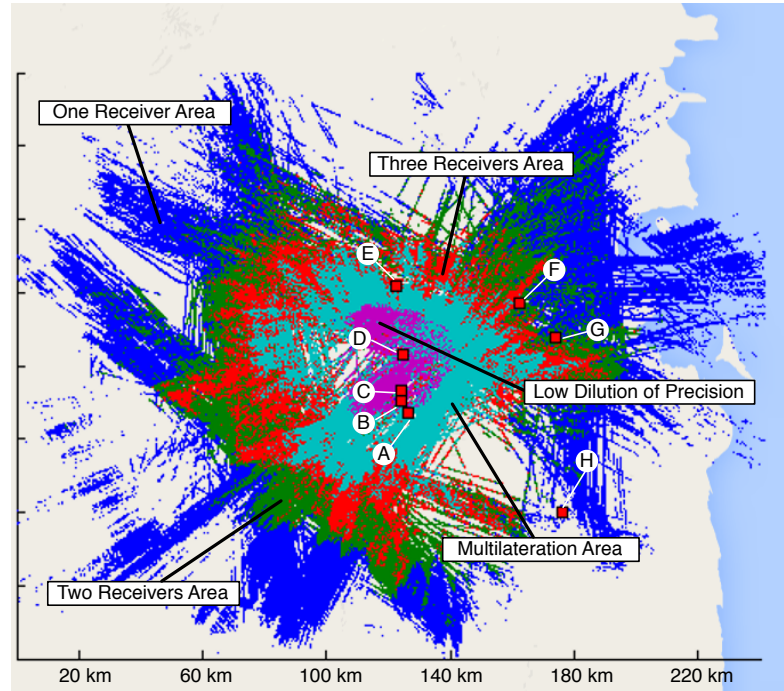 One Receiver Area
Three Receivers Area
E
F
G
D
Low Dilution of Precision
C
B
A
H
Multilateration Area
Two Receivers Area
20 km
60 km
100 km
140 km
180 km
220 km